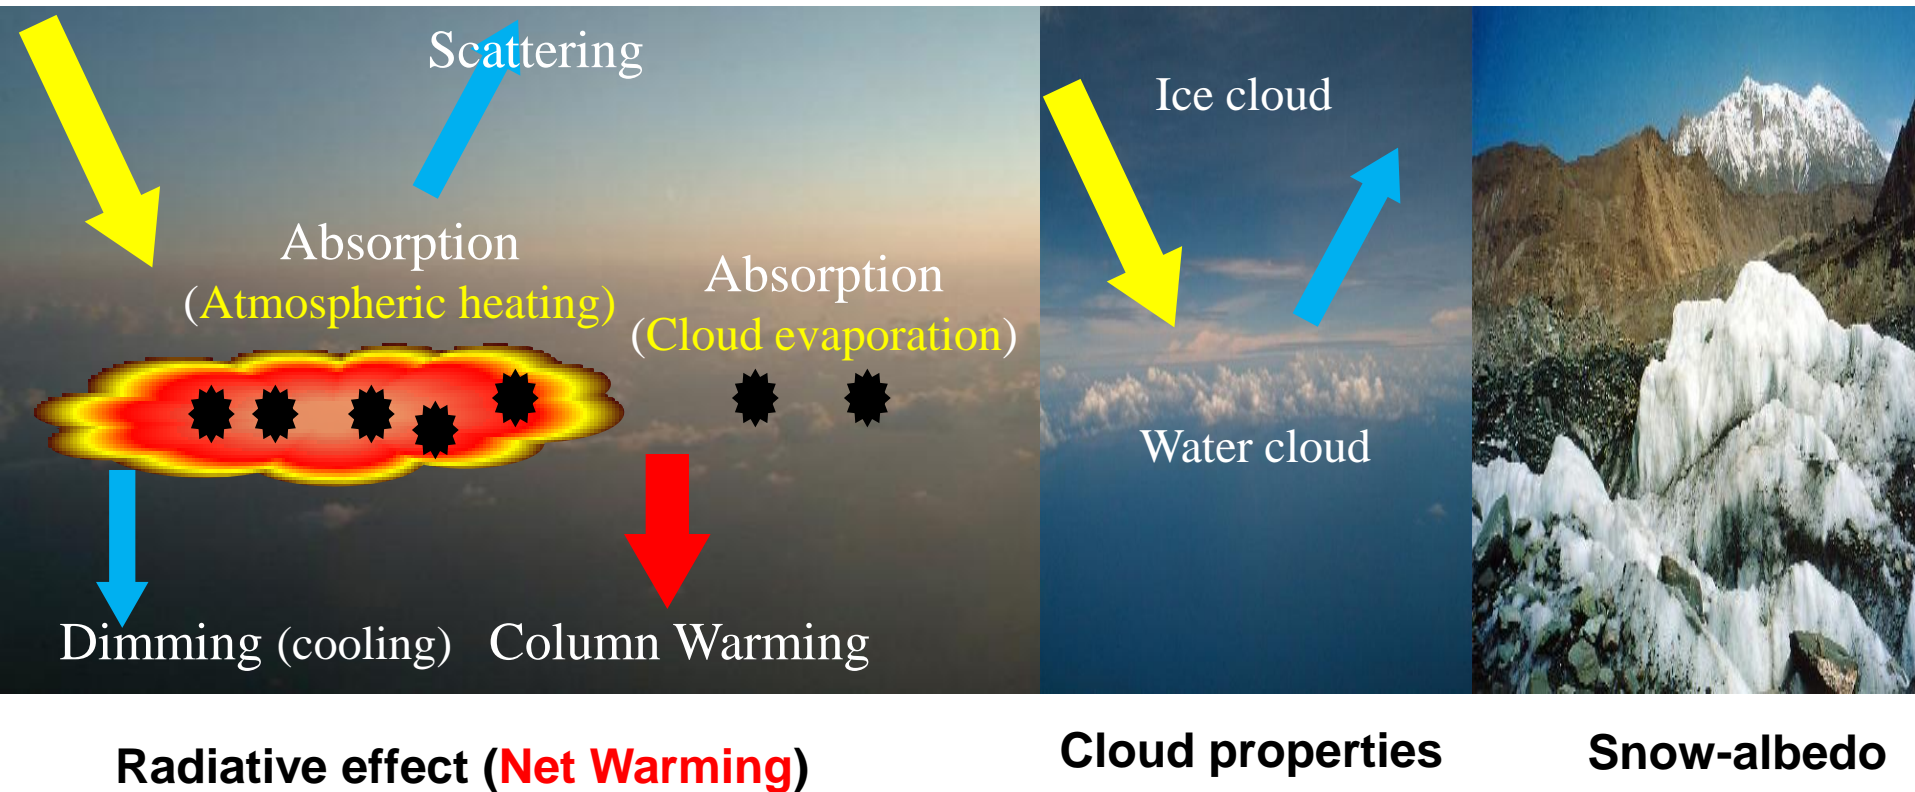 Scattering
Absorption
(Atmospheric heating)
Absorption
(Cloud evaporation)
Dimming (cooling)
Column Warming
Radiative effect (Net Warming)
Ice cloud
Water cloud
Cloud properties
Snow-albedo